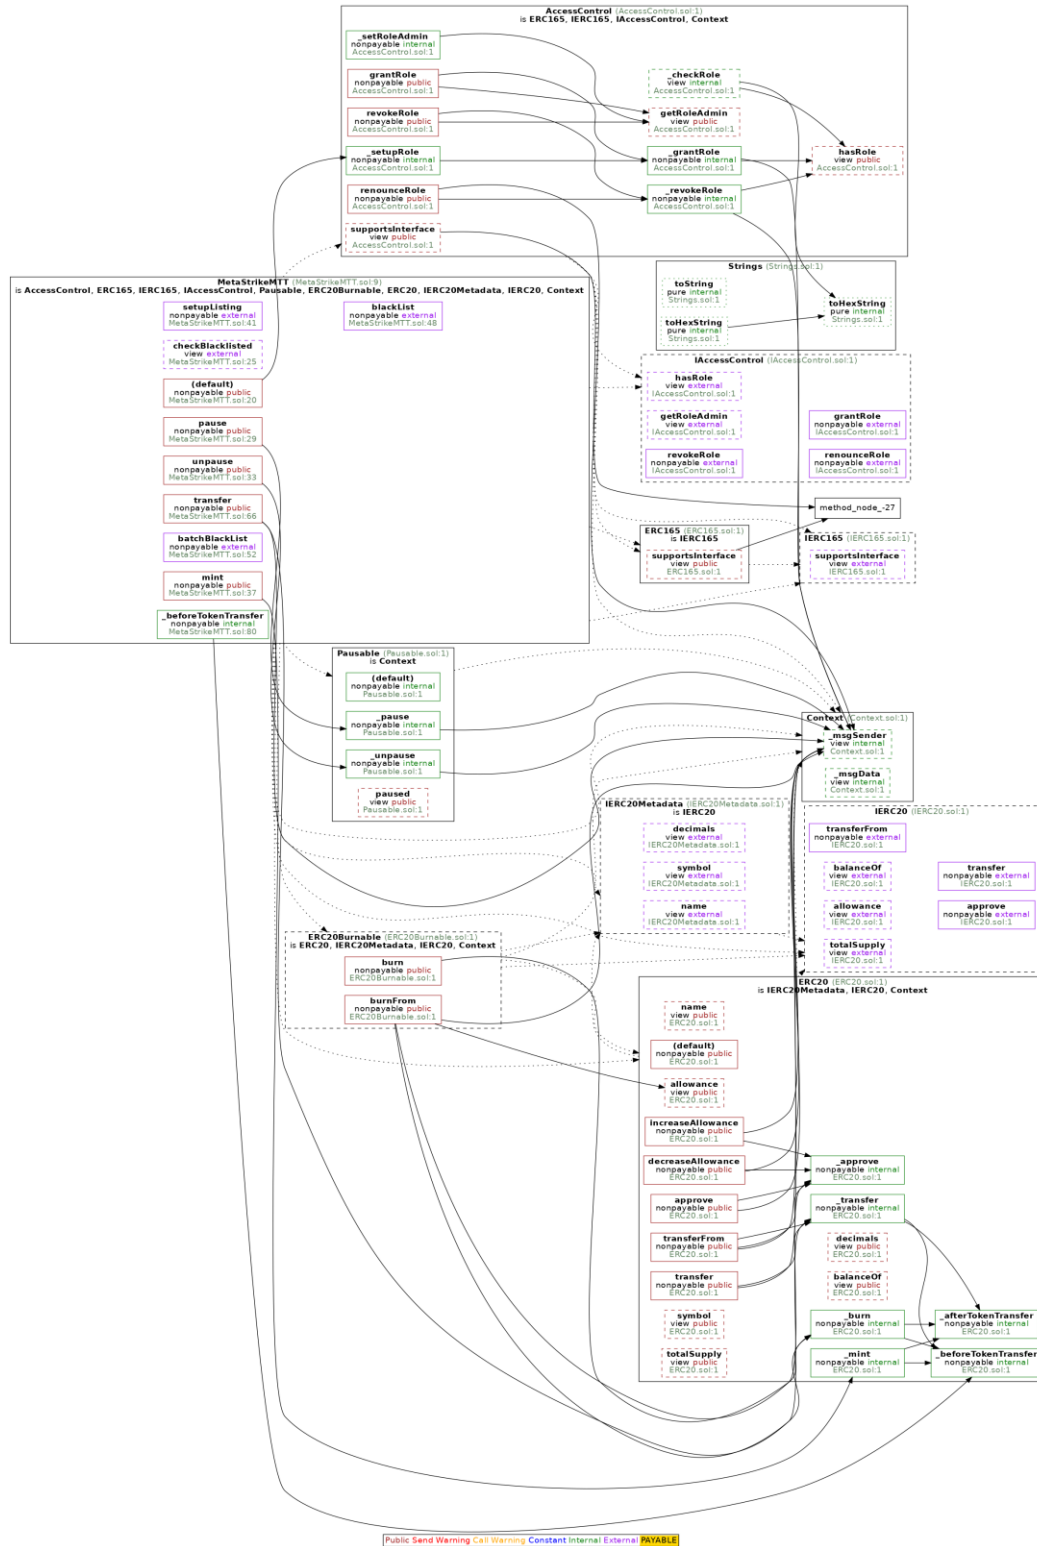 AccessControl (AccessControl.sol:1)
is ERC165, IERC165, IAccessControl, Context
_setRoleAdmin
nonpayable internal
AccessControl.sol:1
grantRole
nonpayable public
AccessControl.sol:1
_checkRole
view internal
AccessControl.sol:1
revokeRole
nonpayable public
AccessControl.sol:1
getRoleAdmin
view public
AccessControl.sol:1
_setupRole
nonpayable internal
AccessControl.sol:1
_grantRole
nonpayable internal
AccessControl.sol:1
hasRole
view public
AccessControl.sol:1
renounceRole
nonpayable public
AccessControl.sol:1
_revokeRole
nonpayable internal
AccessControl.sol:1
supportsInterface
view public
AccessControl.sol:1
MetaStrikeMTT (MetaStrikeMTT.sol:9)
is AccessControl, ERC165, IERC165, IAccessControl, Pausable, ERC20Burnable, ERC20, IERC20Metadata, IERC20, Context
setupListing
nonpayable external
MetaStrikeMTT.sol:41
blackList
nonpayable external
MetaStrikeMTT.sol:48
checkBlacklisted
view external
MetaStrikeMTT.sol:25
(default)
nonpayable public
MetaStrikeMTT.sol:20
pause
nonpayable public
MetaStrikeMTT.sol:29
unpause
nonpayable public
MetaStrikeMTT.sol:33
transfer
nonpayable public
MetaStrikeMTT.sol:66
batchBlackList
nonpayable external
MetaStrikeMTT.sol:52
mint
nonpayable public
MetaStrikeMTT.sol:37
_beforeTokenTransfer
nonpayable internal
MetaStrikeMTT.sol:80
Strings (Strings.sol:1)
toString
pure internal
Strings.sol:1
toHexString
pure internal
Strings.sol:1
toHexString
pure internal
Strings.sol:1
IAccessControl (IAccessControl.sol:1)
hasRole
view external
IAccessControl.sol:1
getRoleAdmin
view external
IAccessControl.sol:1
grantRole
nonpayable external
IAccessControl.sol:1
revokeRole
nonpayable external
IAccessControl.sol:1
renounceRole
nonpayable external
IAccessControl.sol:1
method_node_-27
ERC165 (ERC165.sol:1)
is IERC165
supportsInterface
view public
ERC165.sol:1
IERC165 (IERC165.sol:1)
supportsInterface
view external
IERC165.sol:1
Pausable (Pausable.sol:1)
is Context
(default)
nonpayable internal
Pausable.sol:1
_pause
nonpayable internal
Pausable.sol:1
_unpause
nonpayable internal
Pausable.sol:1
paused
view public
Pausable.sol:1
Context (Context.sol:1)
_msgSender
view internal
Context.sol:1
_msgData
view internal
Context.sol:1
IERC20Metadata (IERC20Metadata.sol:1)
is IERC20
decimals
view external
IERC20Metadata.sol:1
symbol
view external
IERC20Metadata.sol:1
name
view external
IERC20Metadata.sol:1
IERC20 (IERC20.sol:1)
transferFrom
nonpayable external
IERC20.sol:1
balanceOf
view external
IERC20.sol:1
transfer
nonpayable external
IERC20.sol:1
allowance
view external
IERC20.sol:1
approve
nonpayable external
IERC20.sol:1
totalSupply
view external
IERC20.sol:1
ERC20Burnable (ERC20Burnable.sol:1)
is ERC20, IERC20Metadata, IERC20, Context
burn
nonpayable public
ERC20Burnable.sol:1
burnFrom
nonpayable public
ERC20Burnable.sol:1
ERC20 (ERC20.sol:1)
is IERC20Metadata, IERC20, Context
name
view public
ERC20.sol:1
(default)
nonpayable public
ERC20.sol:1
allowance
view public
ERC20.sol:1
increaseAllowance
nonpayable public
ERC20.sol:1
decreaseAllowance
nonpayable public
ERC20.sol:1
_approve
nonpayable internal
ERC20.sol:1
approve
nonpayable public
ERC20.sol:1
_transfer
nonpayable internal
ERC20.sol:1
transferFrom
nonpayable public
ERC20.sol:1
decimals
view public
ERC20.sol:1
transfer
nonpayable public
ERC20.sol:1
balanceOf
view public
ERC20.sol:1
symbol
view public
ERC20.sol:1
_burn
nonpayable internal
ERC20.sol:1
_afterTokenTransfer
nonpayable internal
ERC20.sol:1
totalSupply
view public
ERC20.sol:1
_mint
nonpayable internal
ERC20.sol:1
_beforeTokenTransfer
nonpayable internal
ERC20.sol:1
Public Send Warning Call Warning Constant Internal External PAYABLE